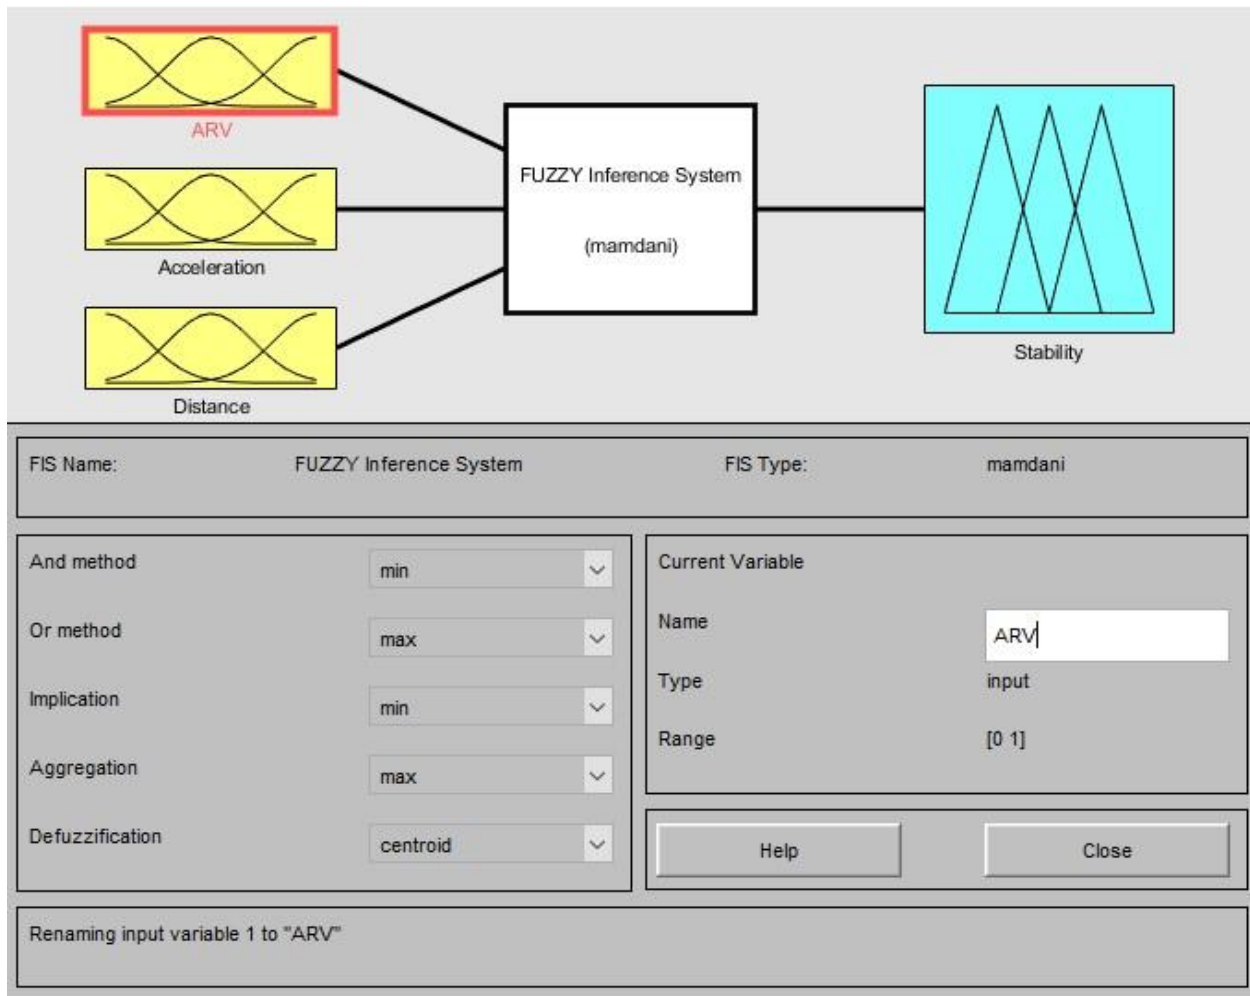 ARV
Acceleration
Distance
FUZZY Inference System
(mamdani)
Stability
FIS Name: FUZZY Inference System FIS Type: mamdani
And method min
Or method max
Implication min
Aggregation max
Defuzzification centroid
Current Variable
Name ARV
Type input
Range [0 1]
Help Close
Renaming input variable 1 to "ARV"